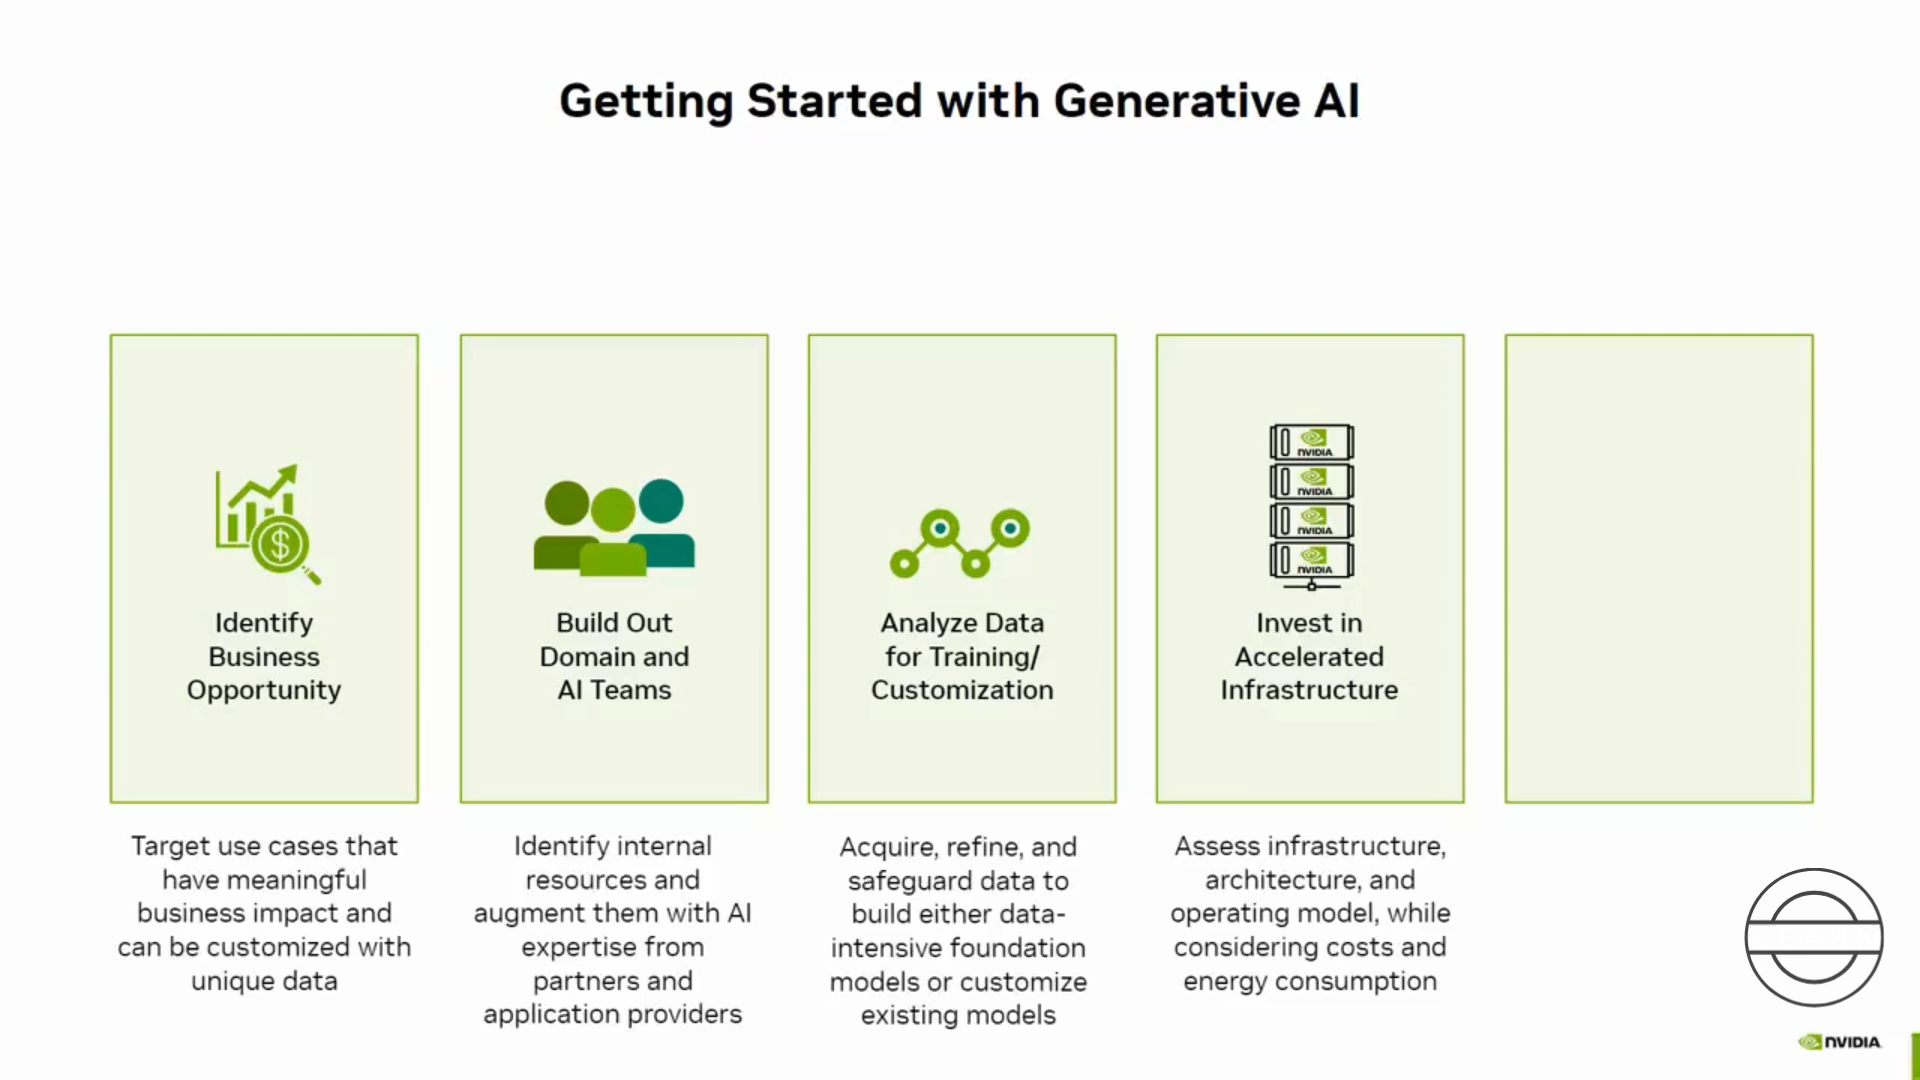 Getting Started with Generative AI
Identify
Business
Opportunity
Target use cases that
have meaningful
business impact and
can be customized with
unique data
Build Out
Domain and
AI Teams
Identify internal
resources and
augment them with AI
expertise from
partners and
application providers
Analyze Data
for Training/
Customization
Acquire, refine, and
safeguard data to
build either data-
intensive foundation
models or customize
existing models
NVIDIA
NVIDIA
NVIDIA
NVIDIA
Invest in
Accelerated
Infrastructure
Assess infrastructure,
architecture, and
operating model, while
considering costs and
energy consumption
NVIDIA